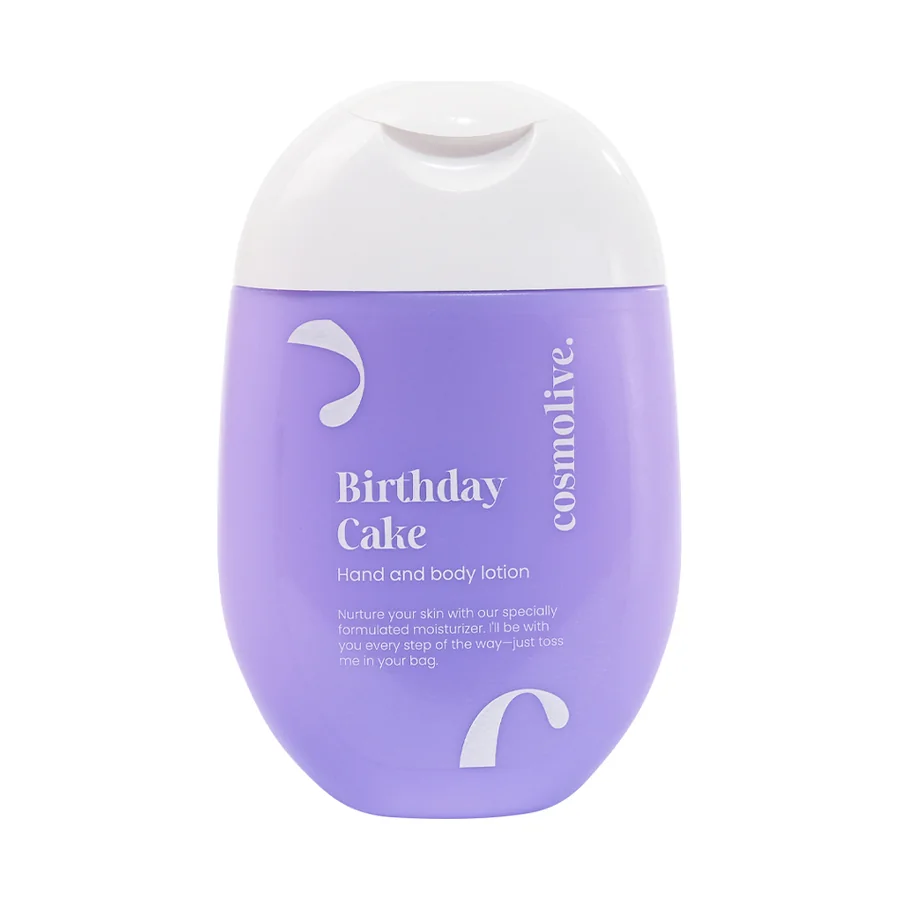 cosmolive.
Birthday
Cake
Hand and body lotion
Nurture your skin with our specially
formulated moisturizer. I'll be with
you every step of the way—just toss
me in your bag.